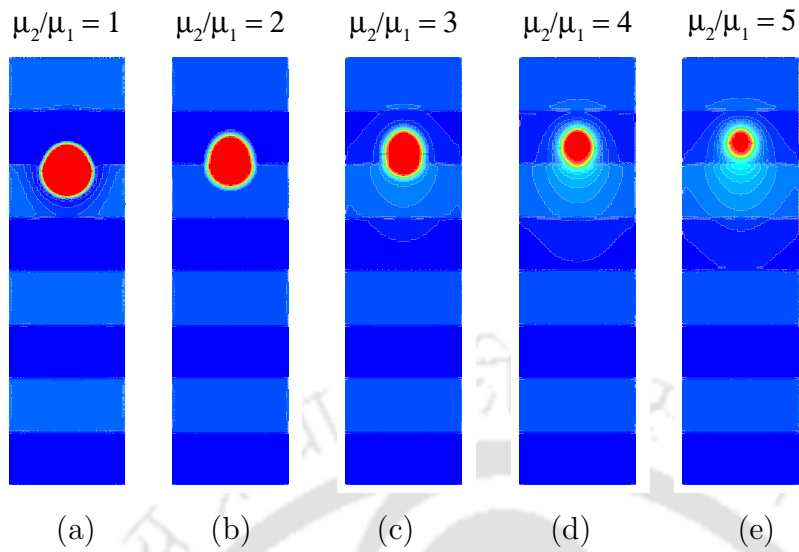 μ₂/μ₁ = 1 μ₂/μ₁ = 2 μ₂/μ₁ = 3 μ₂/μ₁ = 4 μ₂/μ₁ = 5
(a) (b) (c) (d) (e)